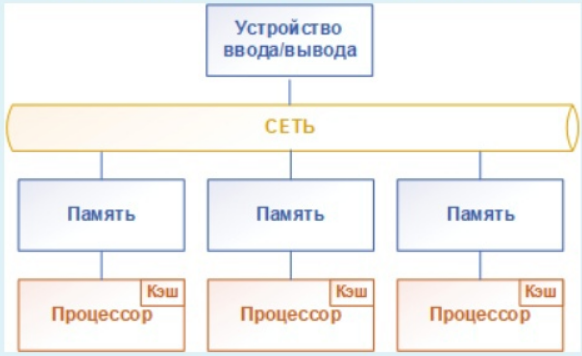 Устройство
ввода/вывода
СЕТЬ
Память
Память
Память
Кэш
Процессор
Кэш
Процессор
Кэш
Процессор